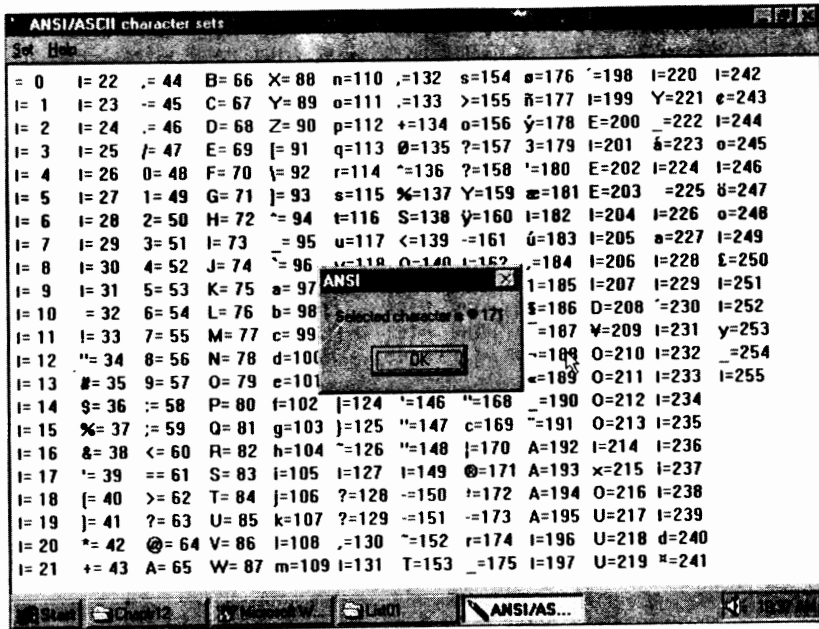 ANSI/ASCII character sets
Set Help
= 0 I= 22 ,= 44 B= 66 X= 88 n=110 ,=132 s=154 ø=176 ´=198 I=220 I=242
I= 1 I= 23 -= 45 C= 67 Y= 89 o=111 .=133 >=155 ñ=177 I=199 Y=221 ¢=243
I= 2 I= 24 .= 46 D= 68 Z= 90 p=112 +=134 o=156 ý=178 E=200 _=222 I=244
I= 3 I= 25 /= 47 E= 69 [= 91 q=113 Ø=135 ?=157 3=179 I=201 á=223 o=245
I= 4 I= 26 0= 48 F= 70 \= 92 r=114 ^=136 ?=158 '=180 E=202 I=224 I=246
I= 5 I= 27 1= 49 G= 71 ]= 93 s=115 %=137 Y=159 æ=181 E=203 =225 ö=247
I= 6 I= 28 2= 50 H= 72 ^= 94 t=116 S=138 ÿ=160 I=182 I=204 I=226 o=248
I= 7 I= 29 3= 51 I= 73 _= 95 u=117 <=139 -=161 ú=183 I=205 a=227 I=249
I= 8 I= 30 4= 52 J= 74 `= 96 v=118 O=140 I=162 ,=184 I=206 I=228 £=250
I= 9 I= 31 5= 53 K= 75 a= 97 1=185 I=207 I=229 I=251
I= 10 = 32 6= 54 L= 76 b= 98 $=186 D=208 ´=230 I=252
I= 11 != 33 7= 55 M= 77 c= 99 ¯=187 ¥=209 I=231 y=253
I= 12 "= 34 8= 56 N= 78 d=100 ¬=188 O=210 I=232 _=254
I= 13 #= 35 9= 57 O= 79 e=101 «=189 O=211 I=233 I=255
I= 14 $= 36 := 58 P= 80 f=102 |=124 '=146 "=168 _=190 O=212 I=234
I= 15 %= 37 ;= 59 Q= 81 g=103 }=125 "=147 c=169 ¯=191 O=213 I=235
I= 16 &= 38 <= 60 R= 82 h=104 ~=126 "=148 ¦=170 A=192 I=214 I=236
I= 17 '= 39 == 61 S= 83 i=105 I=127 I=149 ®=171 A=193 x=215 i=237
I= 18 (= 40 >= 62 T= 84 j=106 ?=128 -=150 =172 A=194 O=216 I=238
I= 19 )= 41 ?= 63 U= 85 k=107 ?=129 -=151 -=173 A=195 U=217 I=239
I= 20 *= 42 @= 64 V= 86 l=108 ,=130 ~=152 r=174 I=196 U=218 d=240
I= 21 += 43 A= 65 W= 87 m=109 I=131 T=153 _=175 I=197 U=219 ¤=241
ANSI
Selected character is 171
OK
Start Chapt12 Microsoft W... List01 ANSI/AS... 10:37 AM